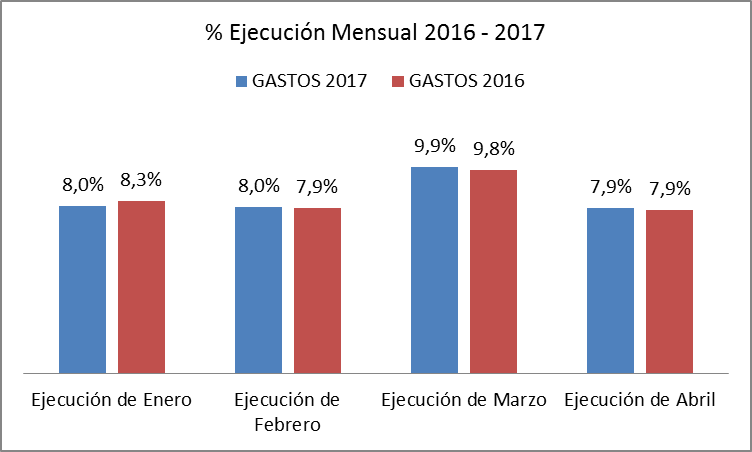 % Ejecución Mensual 2016 - 2017
GASTOS 2017 GASTOS 2016
8,0% 8,3% 8,0% 7,9% 9,9% 9,8% 7,9% 7,9%
Ejecución de Enero Ejecución de Ejecución de Marzo Ejecución de Abril
Febrero